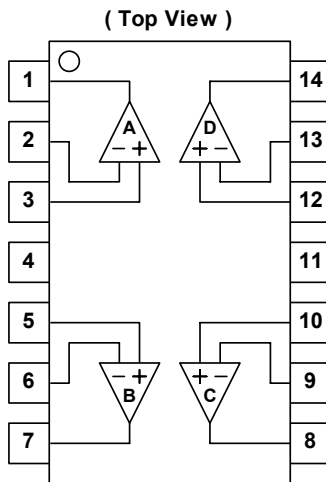 ( Top View )
1 14
A D
2 13
− + + −
3 12
4 11
5 10
− + + −
6 9
B C
7 8